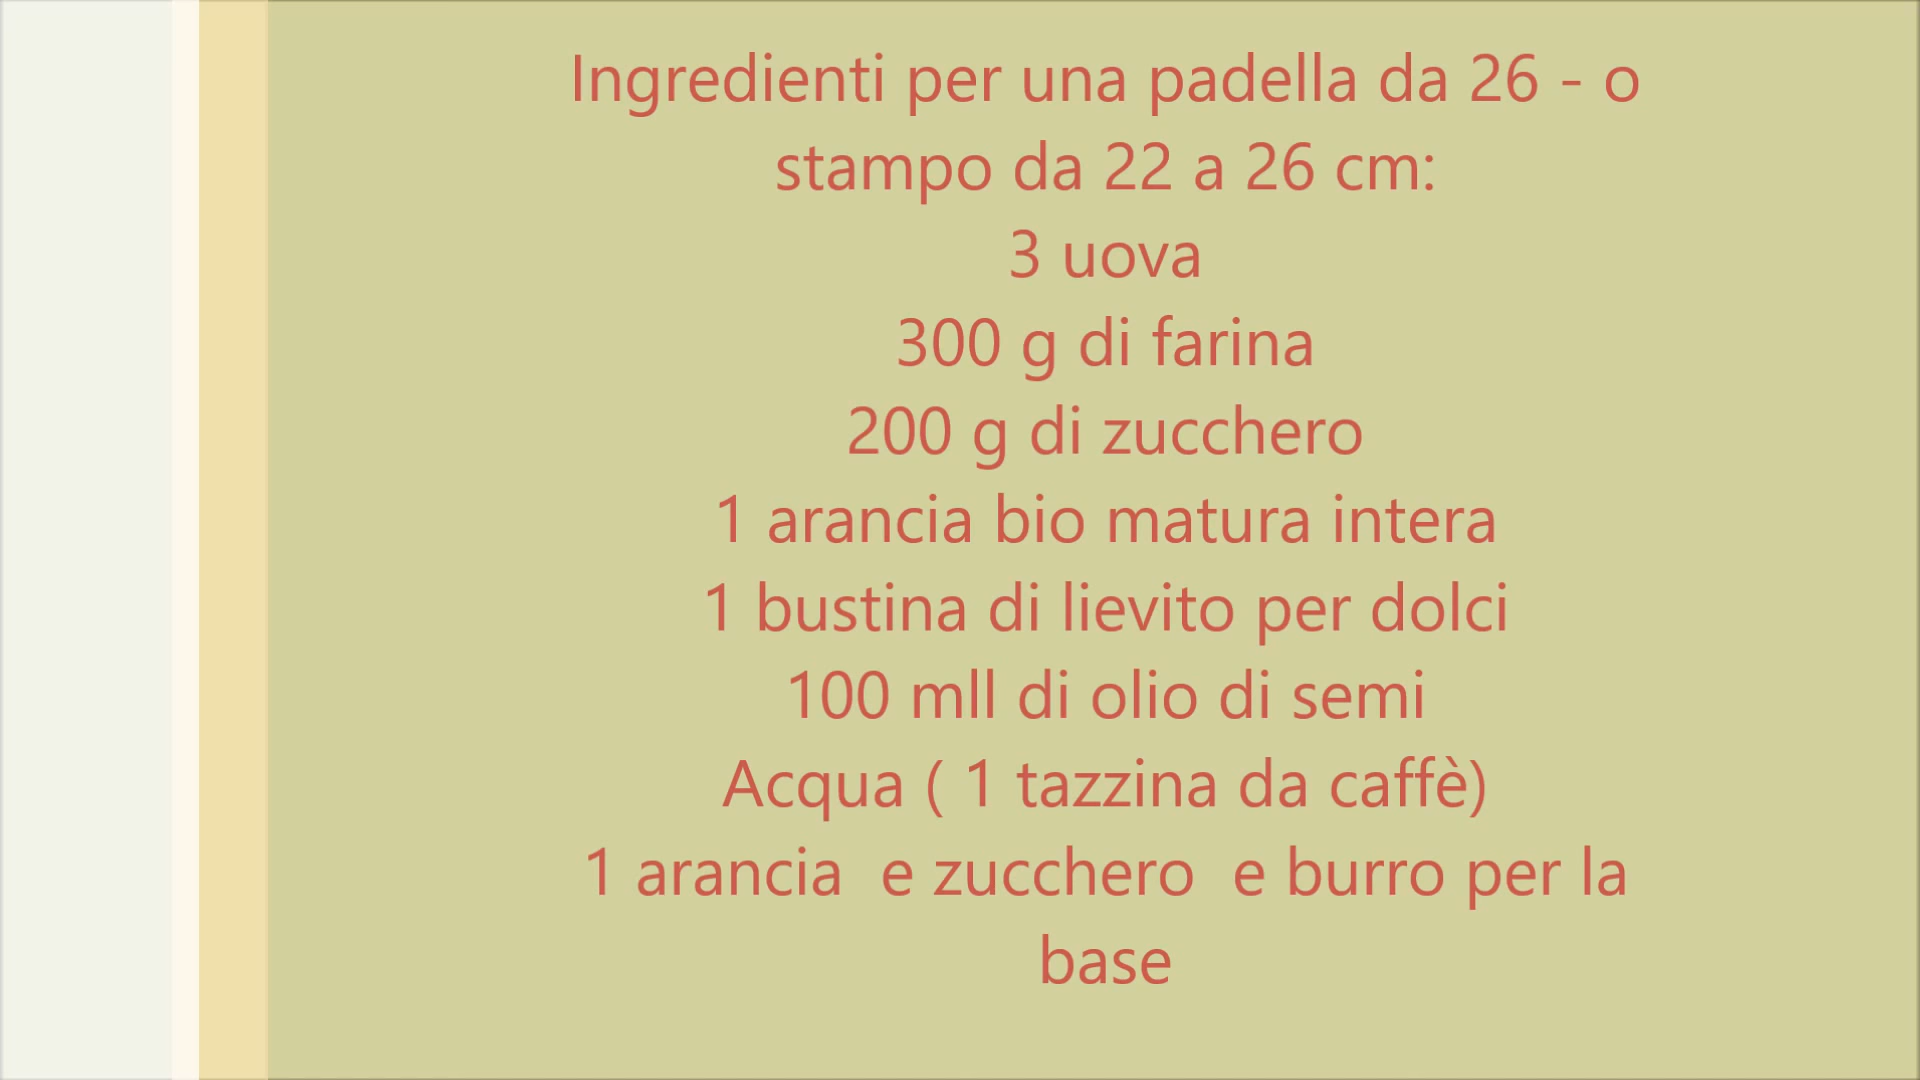 Ingredienti per una padella da 26 - o
stampo da 22 a 26 cm:
3 uova
300 g di farina
200 g di zucchero
1 arancia bio matura intera
1 bustina di lievito per dolci
100 mll di olio di semi
Acqua ( 1 tazzina da caffè)
1 arancia  e zucchero  e burro per la
base